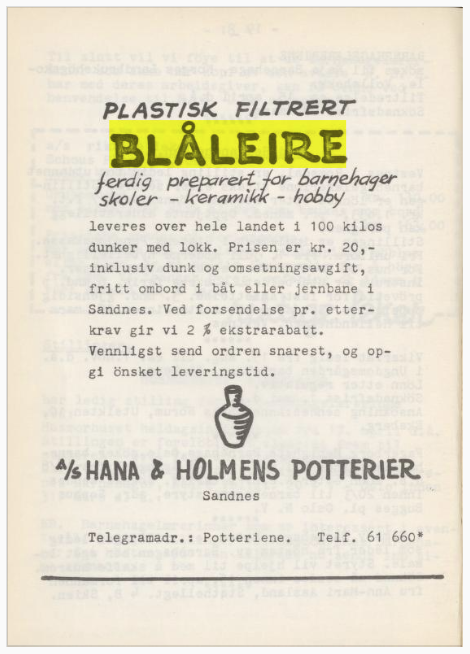 PLASTISK FILTRERT
BLÅLEIRE
ferdig preparert for barnehager
skoler - keramikk - hobby
leveres over hele landet i 100 kilos
dunker med lokk. Prisen er kr. 20,-
inklusiv dunk og omsetningsavgift,
fritt ombord i båt eller jernbane i
Sandnes. Ved forsendelse pr. etter-
krav gir vi 2 % ekstrarabatt.
Vennligst send ordren snarest, og op-
gi önsket leveringstid.
A/S HANA & HOLMENS POTTERIER
Sandnes
Telegramadr.: Potteriene. Telf. 61 660*